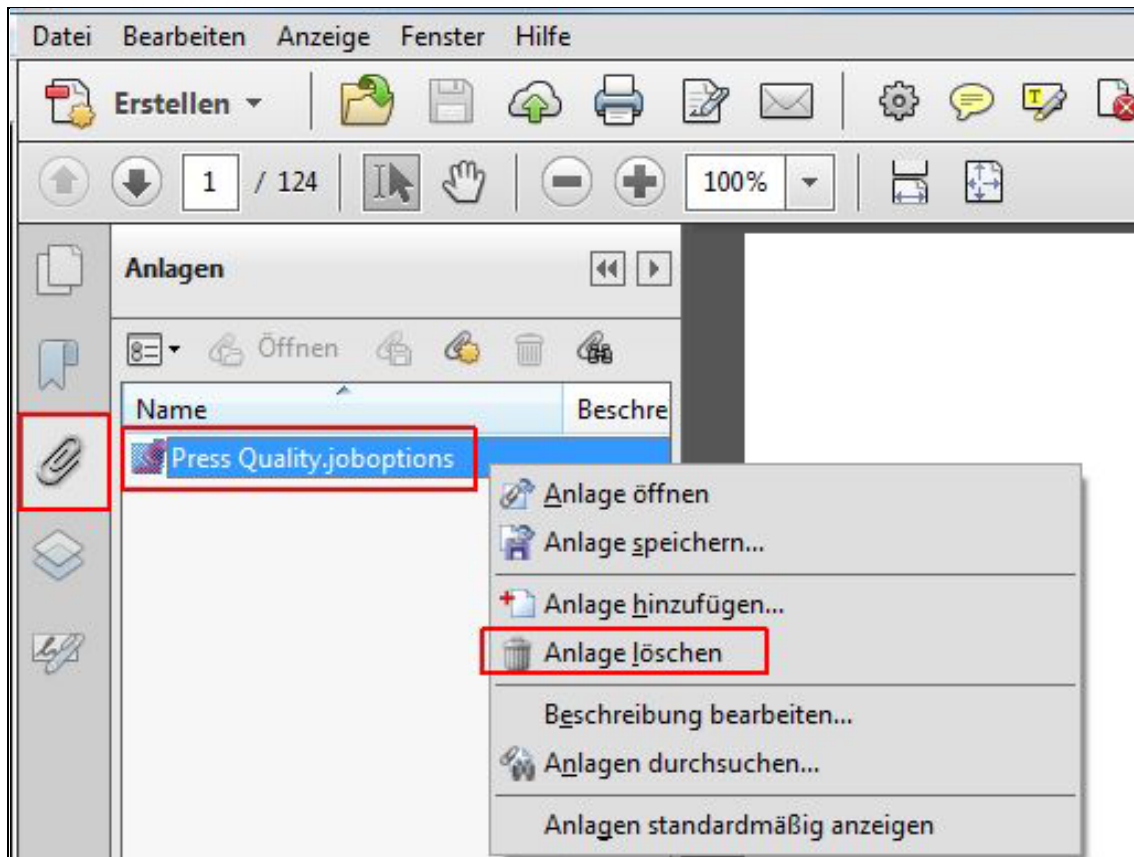 Datei Bearbeiten Anzeige Fenster Hilfe
Erstellen
1 / 124 100%
Anlagen
Öffnen
Name Beschre
Press Quality.joboptions
Anlage öffnen
Anlage speichern...
Anlage hinzufügen...
Anlage löschen
Beschreibung bearbeiten...
Anlagen durchsuchen...
Anlagen standardmäßig anzeigen